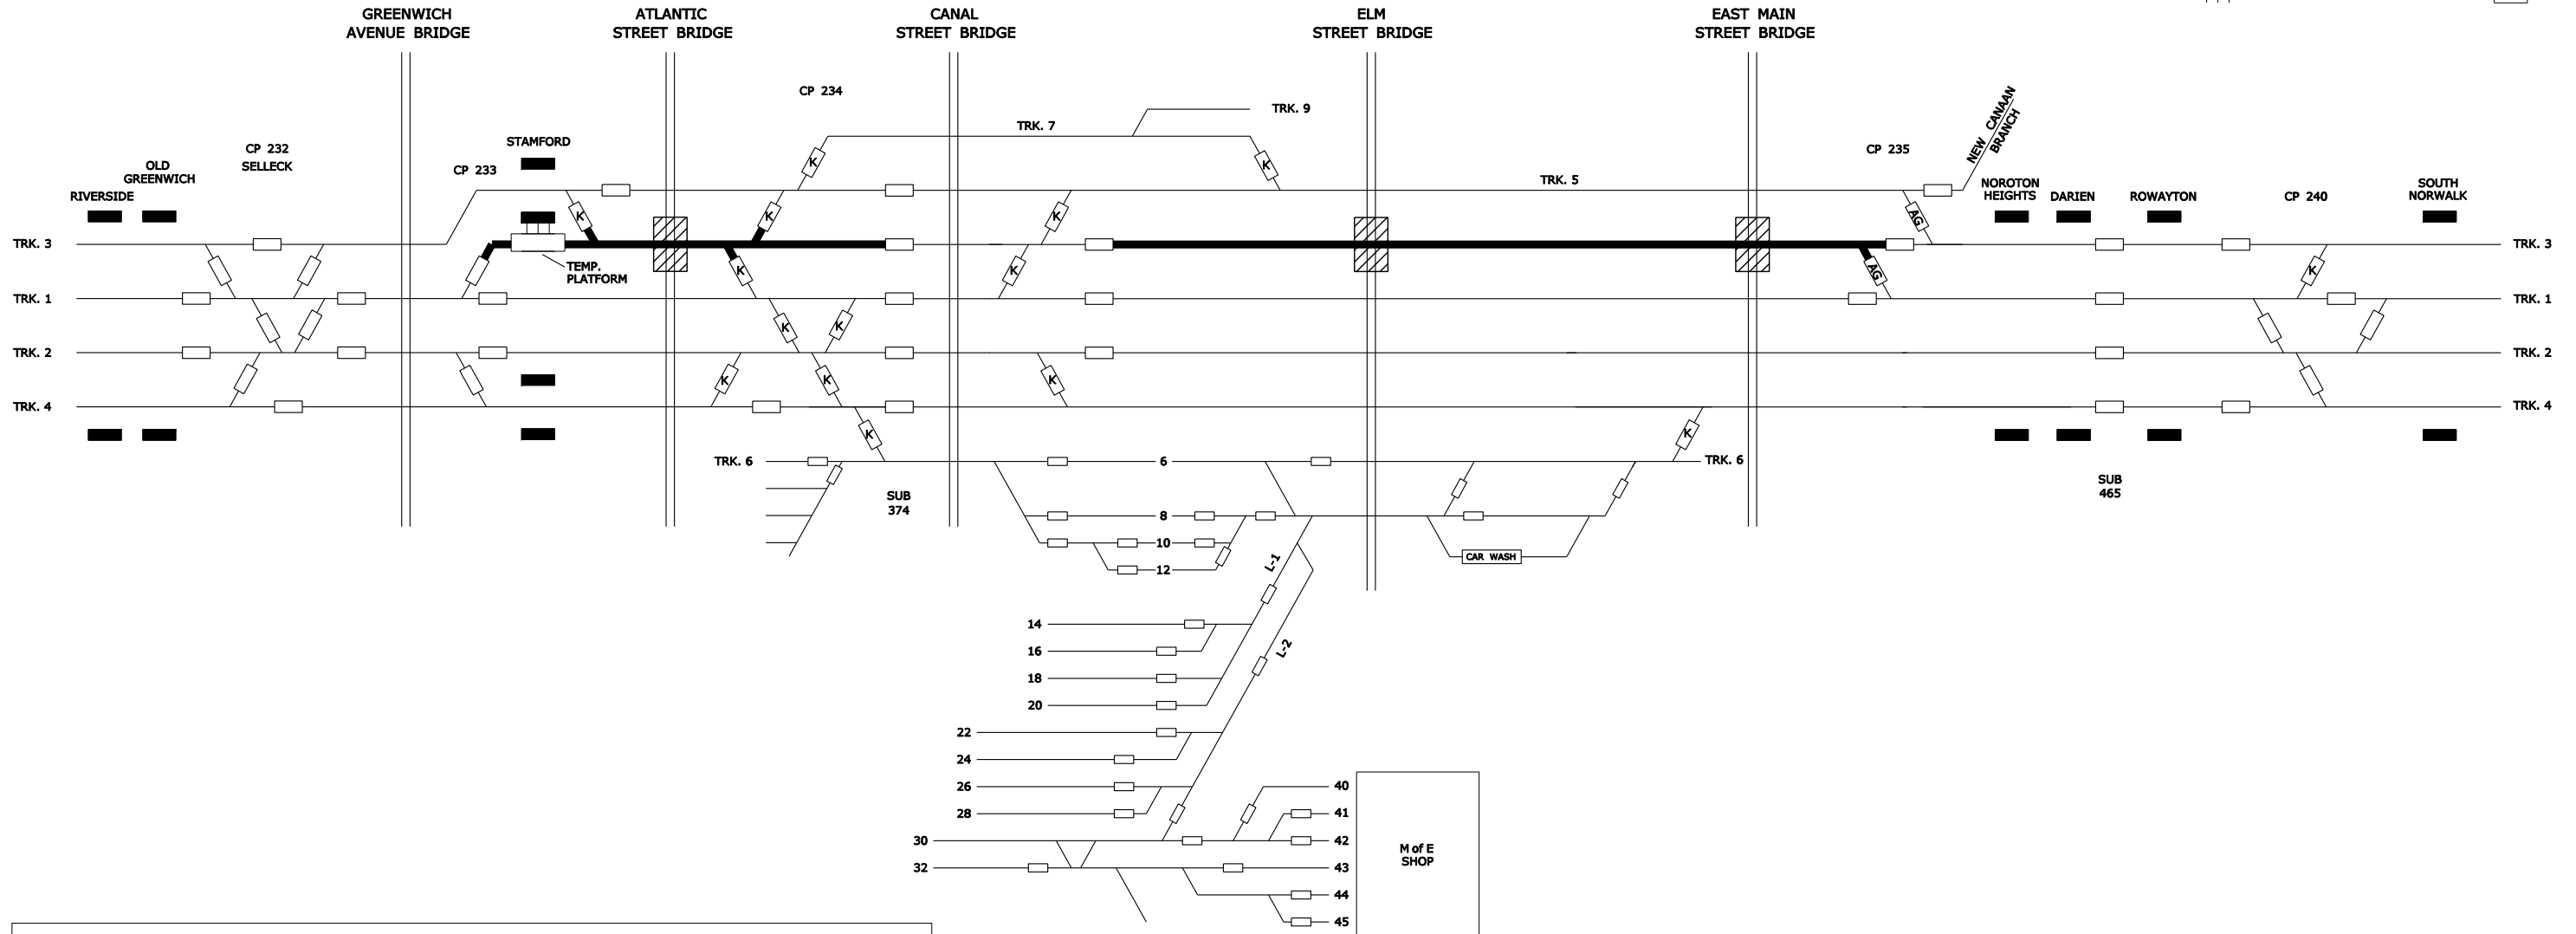 GREENWICH
AVENUE BRIDGE
ATLANTIC
STREET BRIDGE
CANAL
STREET BRIDGE
ELM
STREET BRIDGE
EAST MAIN
STREET BRIDGE
CP 234
TRK. 9
TRK. 7
NEW CANAAN
BRANCH
STAMFORD
CP 232
SELLECK
CP 233
CP 235
OLD
GREENWICH
RIVERSIDE
K
K
TRK. 5
NOROTON
HEIGHTS
DARIEN
ROWAYTON
CP 240
SOUTH
NORWALK
K
K
K
AG
TRK. 3
TRK. 3
TEMP.
PLATFORM
K
K
AG
K
TRK. 1
TRK. 1
K
K
TRK. 2
TRK. 2
K
K
K
TRK. 4
TRK. 4
K
K
TRK. 6
6
TRK. 6
SUB
374
SUB
465
8
10
CAR WASH
12
L-1
14
16
L-2
18
20
22
24
26
40
28
41
30
42
M of E
SHOP
32
43
44
45